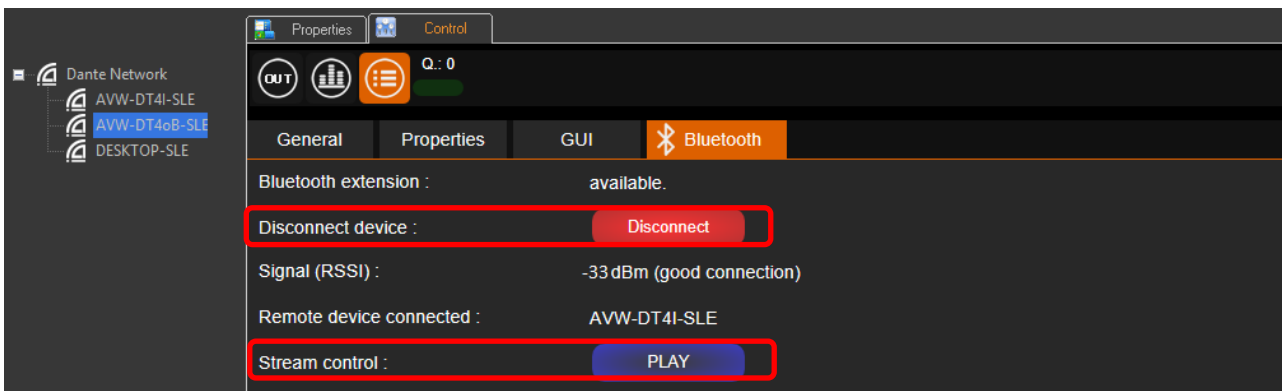 Properties
Control
Dante Network
AVW-DT4I-SLE
AVW-DT4oB-SLE
DESKTOP-SLE
OUT
Q.: 0
General
Properties
GUI
Bluetooth
Bluetooth extension :
available.
Disconnect device :
Disconnect
Signal (RSSI) :
-33 dBm (good connection)
Remote device connected :
AVW-DT4I-SLE
Stream control :
PLAY